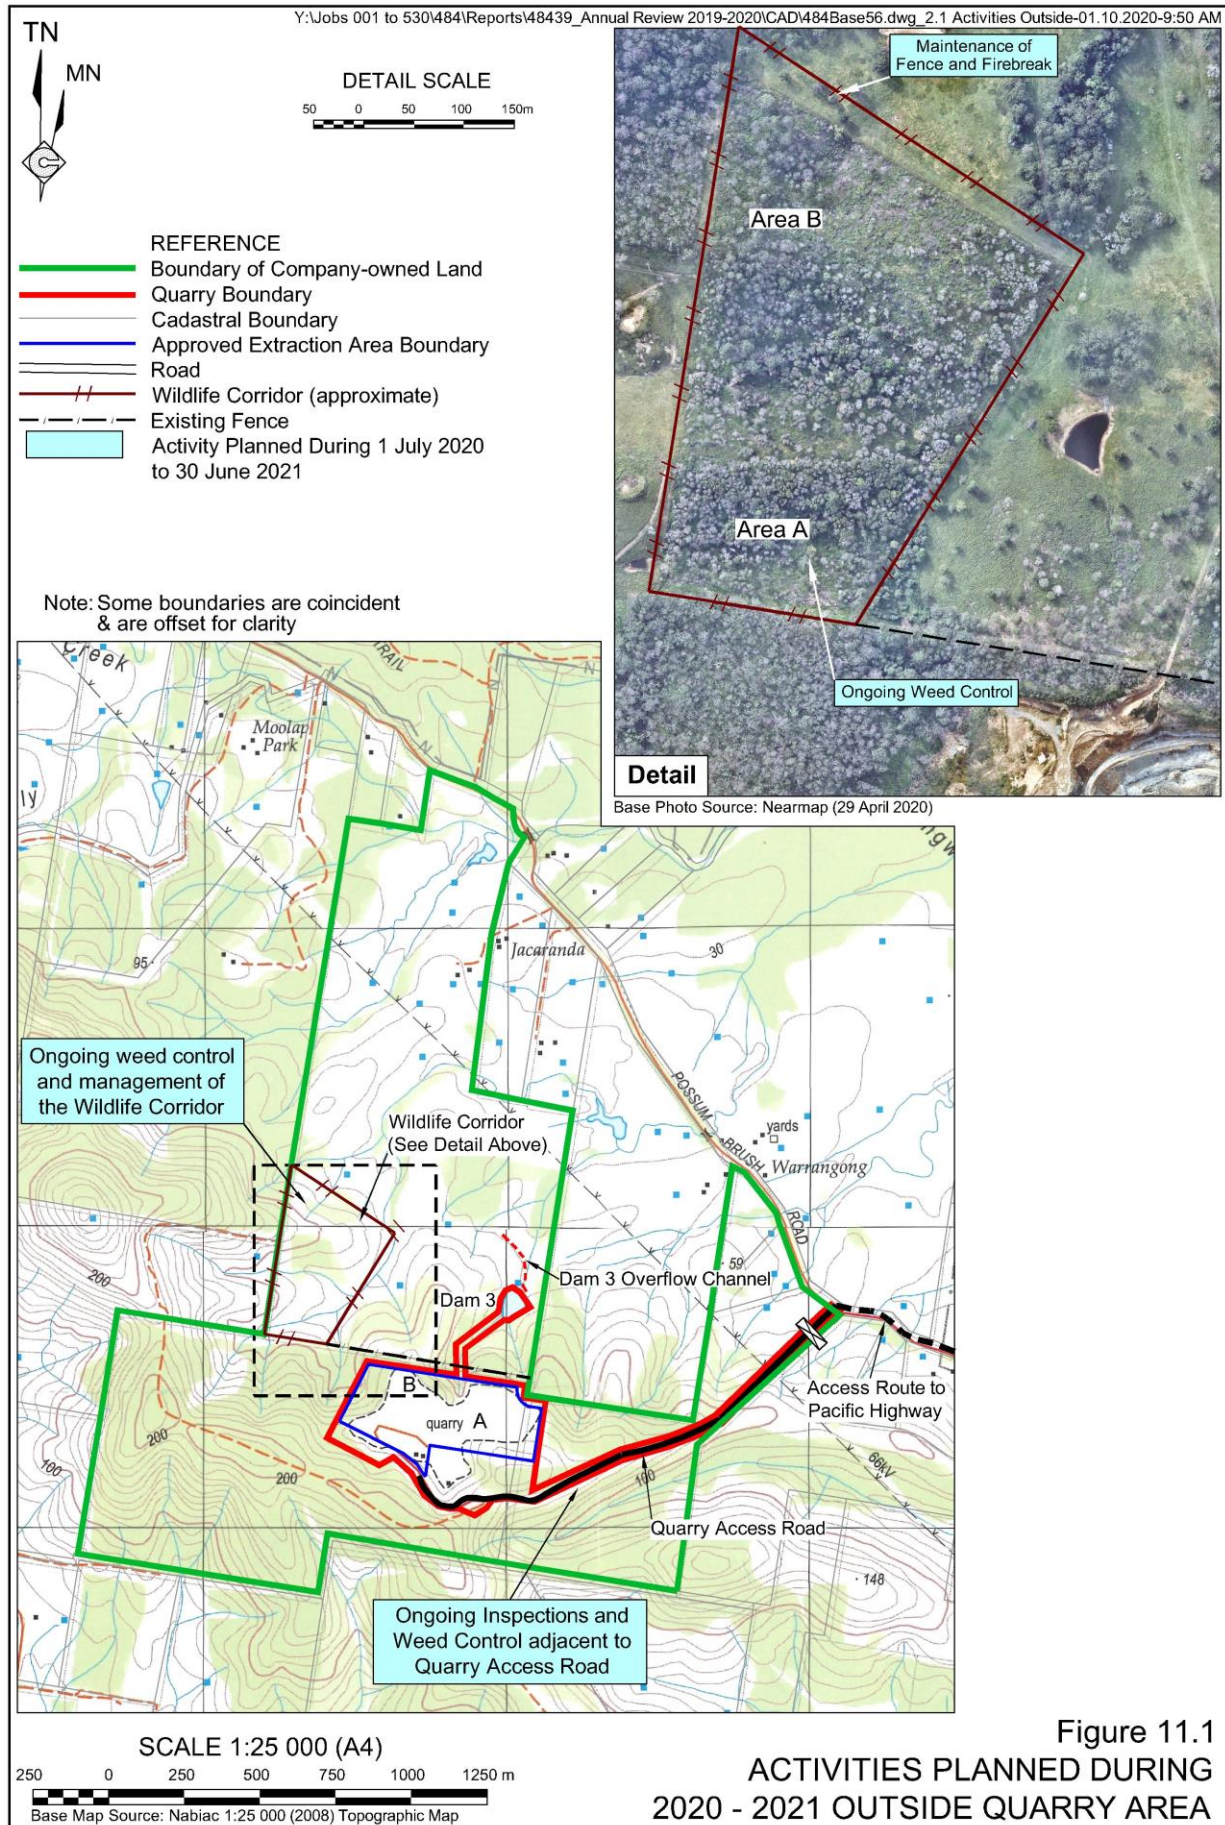 Y:\Jobs 001 to 530\484\Reports\48439_Annual Review 2019-2020\CAD\484Base56.dwg_2.1 Activities Outside-01.10.2020-9:50 AM
TN
MN
DETAIL SCALE
50 0 50 100 150m
REFERENCE
Boundary of Company-owned Land
Quarry Boundary
Cadastral Boundary
Approved Extraction Area Boundary
Road
Wildlife Corridor (approximate)
Existing Fence
Activity Planned During 1 July 2020
to 30 June 2021
Note: Some boundaries are coincident
& are offset for clarity
Maintenance of
Fence and Firebreak
Area B
Area A
Ongoing Weed Control
Detail
Base Photo Source: Nearmap (29 April 2020)
Creek
TRAIL
N
N
N
N
Moolap
Park
ly
ngw
Jacaranda
30
95
POSSUM
BRUSH
ROAD
yards
Warrangong
Ongoing weed control
and management of
the Wildlife Corridor
Wildlife Corridor
(See Detail Above)
200
59
Dam 3 Overflow Channel
Dam 3
Access Route to
Pacific Highway
B
quarry A
200
100
200
100
66kV
Quarry Access Road
148
Ongoing Inspections and
Weed Control adjacent to
Quarry Access Road
SCALE 1:25 000 (A4)
250 0 250 500 750 1000 1250 m
Base Map Source: Nabiac 1:25 000 (2008) Topographic Map
Figure 11.1
ACTIVITIES PLANNED DURING
2020 - 2021 OUTSIDE QUARRY AREA